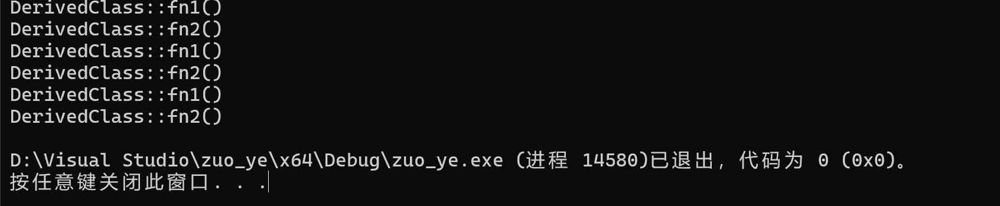 DerivedClass::fn1()
DerivedClass::fn2()
DerivedClass::fn1()
DerivedClass::fn2()
DerivedClass::fn1()
DerivedClass::fn2()
D:\Visual Studio\zuo_ye\x64\Debug\zuo_ye.exe (进程 14580)已退出，代码为 0 (0x0)。
按任意键关闭此窗口. . .